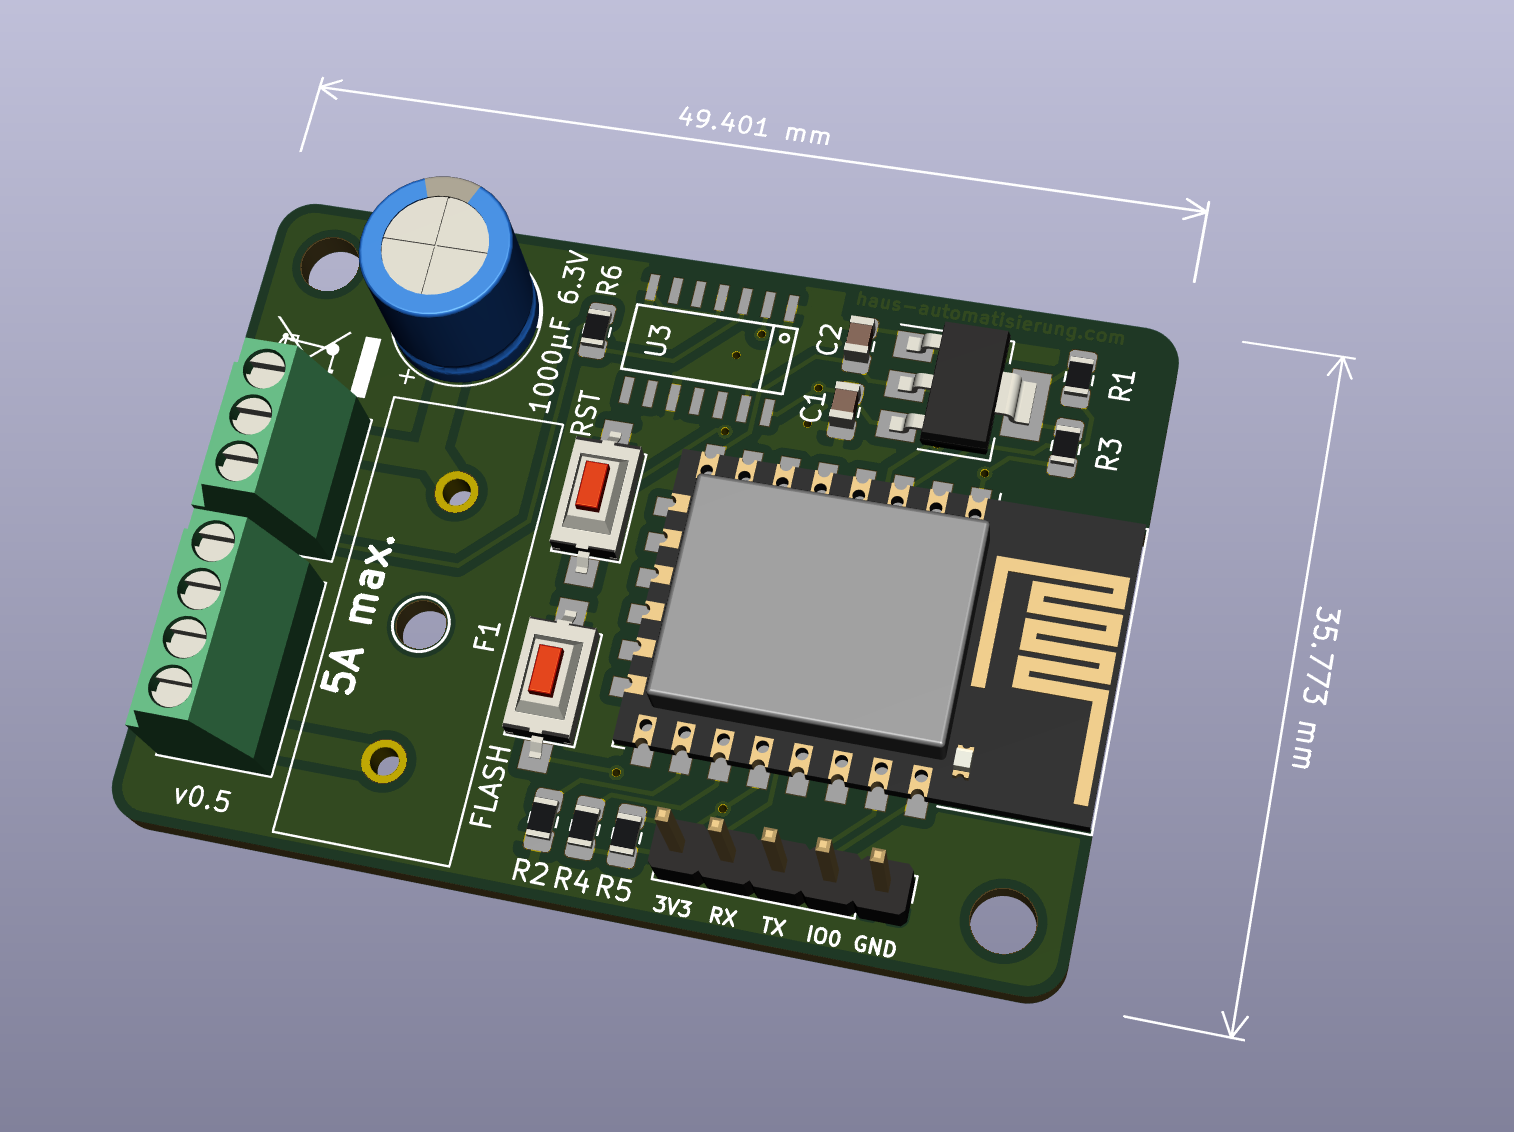 49.401 mm
35.773 mm
haus-automatisierung.com
1000µF 6.3V
R6
U3
C2
C1
R1
R3
+
RST
5A max.
F1
FLASH
v0.5
R2 R4 R5
3V3 RX TX IO0 GND